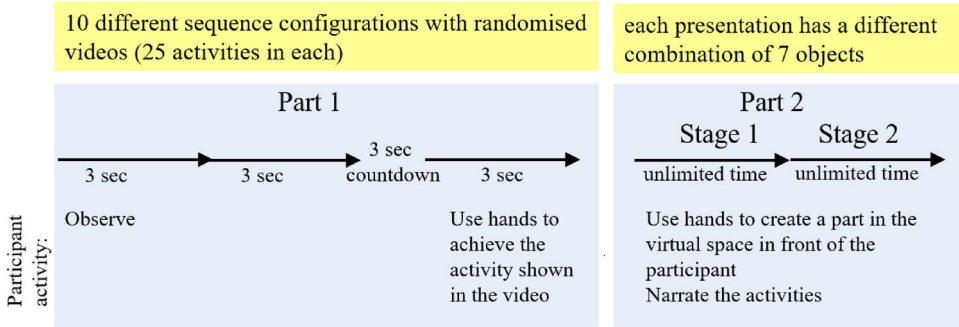 10 different sequence configurations with randomised
videos (25 activities in each)
each presentation has a different
combination of 7 objects
Part 1
3 sec
3 sec
3 sec
countdown
3 sec
Part 2
Stage 1
Stage 2
unlimited time
unlimited time
Participant
activity:
Observe
Use hands to
achieve the
activity shown
in the video
Use hands to create a part in the
virtual space in front of the
participant
Narrate the activities